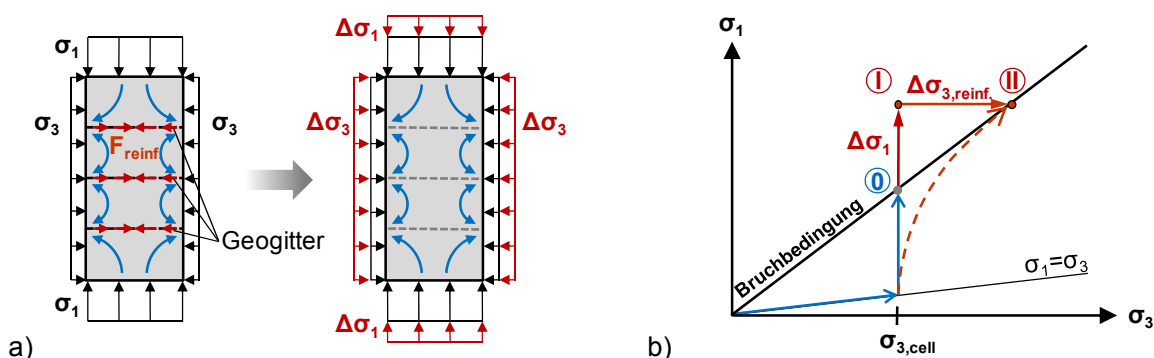 σ1
σ3
σ3
Freinf
Geogitter
σ1
a)
Δσ1
Δσ3
Δσ3
Δσ1
σ1
I
II
Δσ3,reinf.
Δσ1
0
Bruchbedingung
σ1=σ3
σ3
σ3,cell
b)